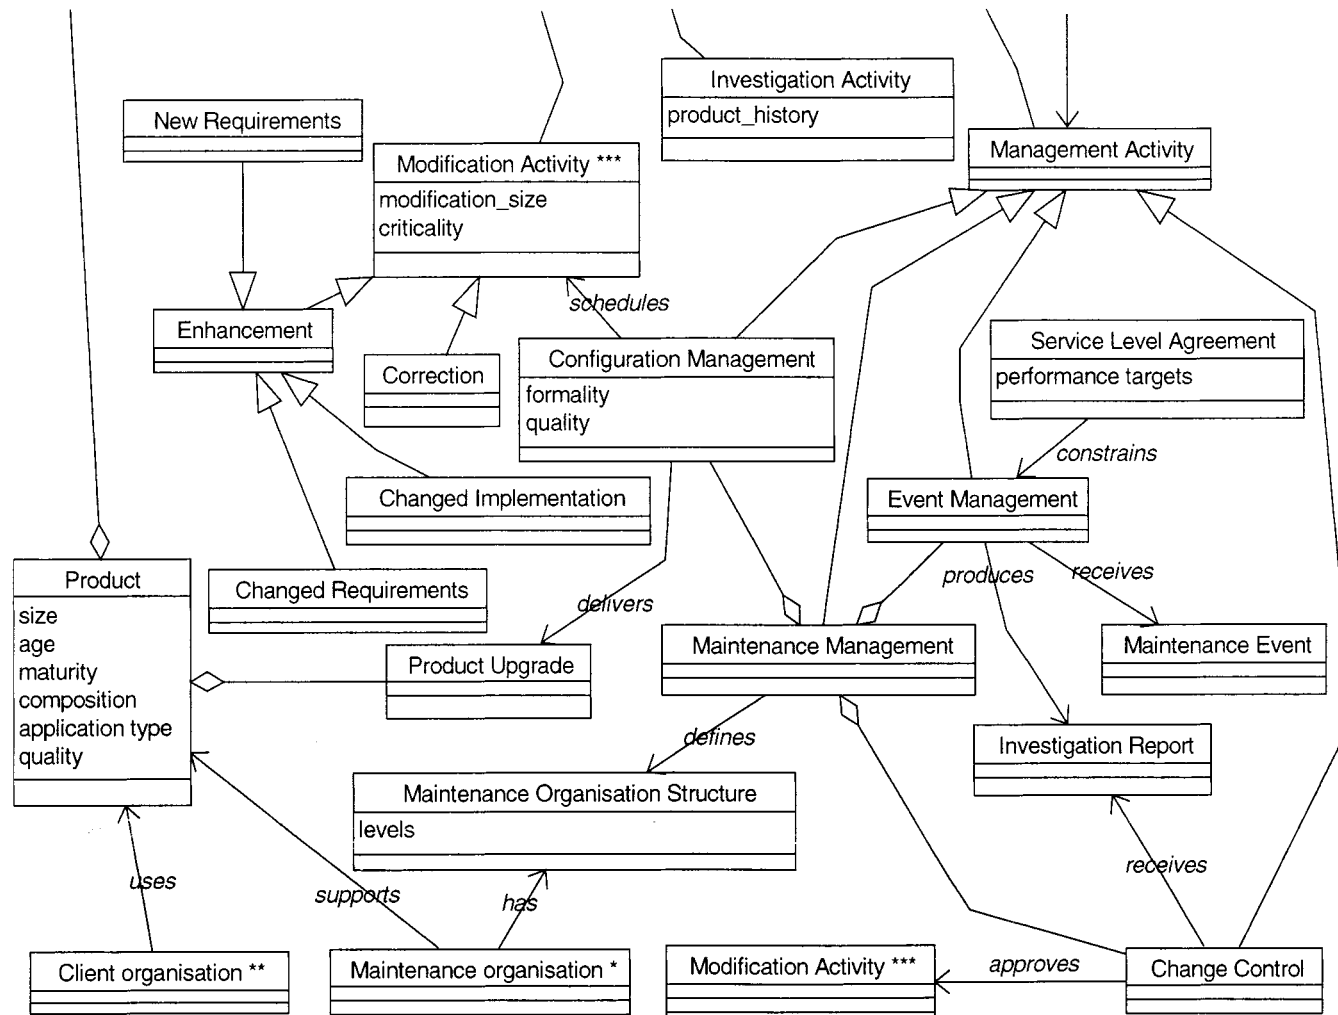 Investigation Activity
product_history
New Requirements
Modification Activity ***
modification_size
criticality
Management Activity
schedules
Enhancement
Correction
Configuration Management
formality
quality
Service Level Agreement
performance targets
constrains
Changed Implementation
Event Management
Product
size
age
maturity
composition
application type
quality
Changed Requirements
delivers
produces
receives
Product Upgrade
Maintenance Management
Maintenance Event
defines
Investigation Report
Maintenance Organisation Structure
levels
uses
supports
has
receives
Client organisation **
Maintenance organisation *
Modification Activity ***
approves
Change Control